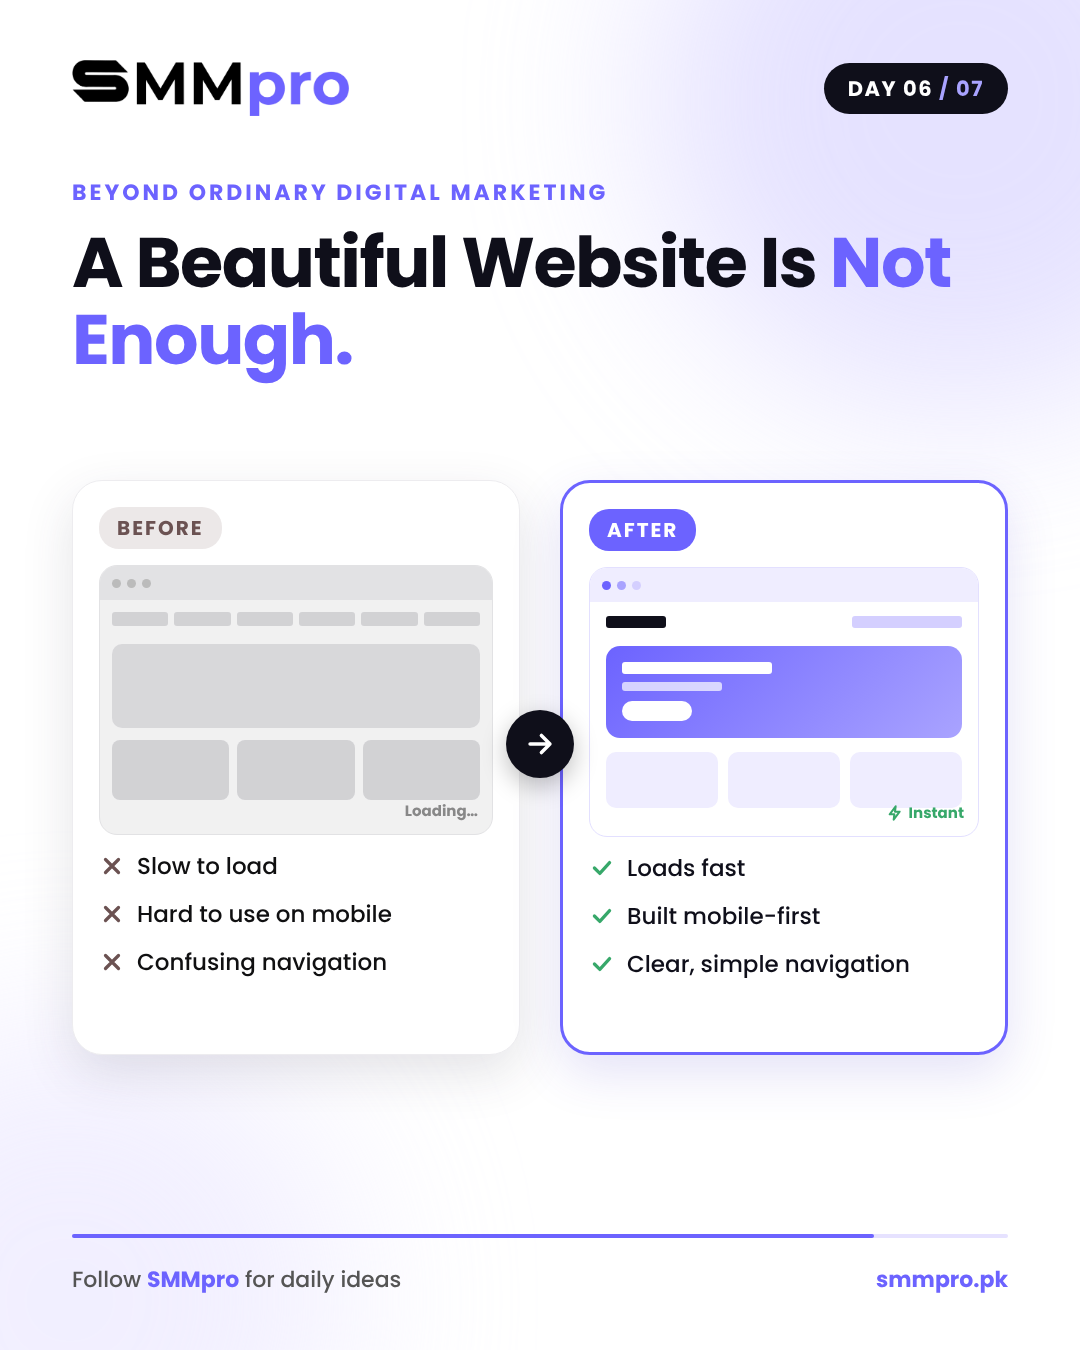 SMMpro
DAY 06 / 07
BEYOND ORDINARY DIGITAL MARKETING
A Beautiful Website Is Not
Enough.
BEFORE
Loading...
Slow to load
Hard to use on mobile
Confusing navigation
AFTER
Instant
Loads fast
Built mobile-first
Clear, simple navigation
Follow SMMpro for daily ideas
smmpro.pk